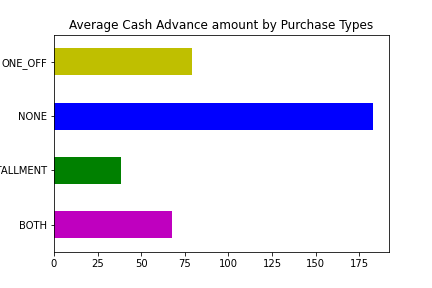 Average Cash Advance amount by Purchase Types
ONE_OFF
NONE
TALLMENT
BOTH
0 25 50 75 100 125 150 175